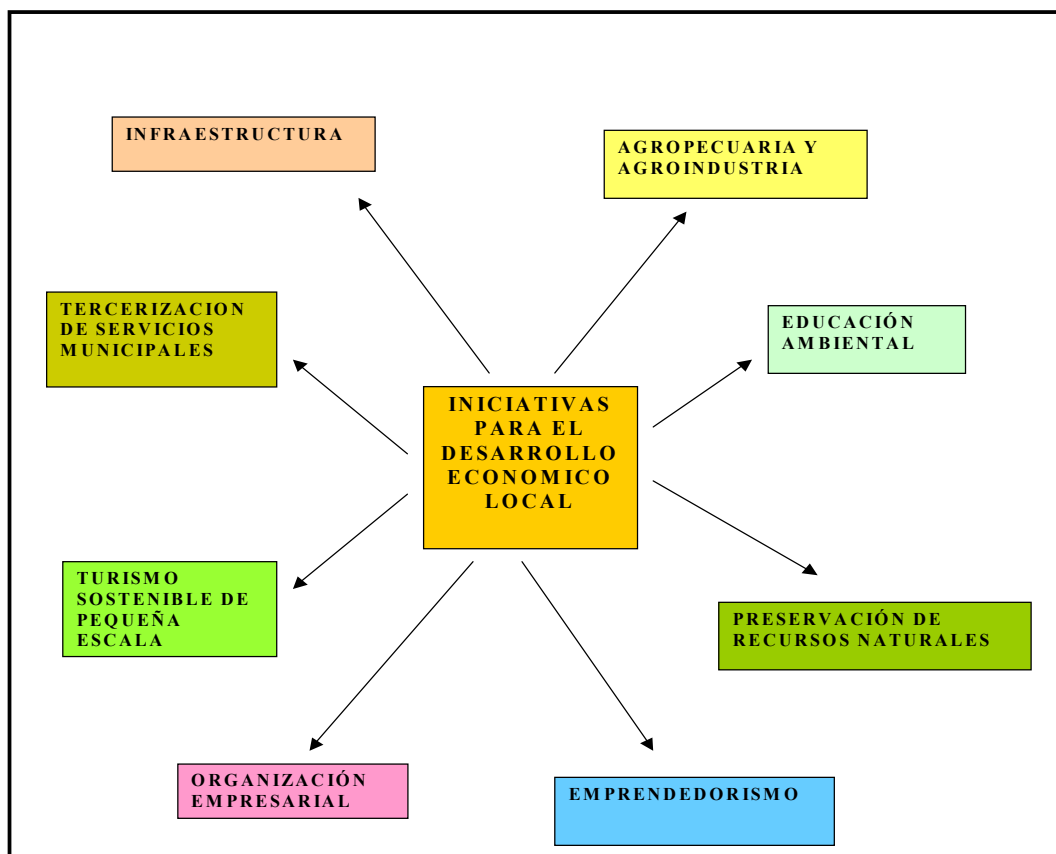 INFRAESTRUCTURA
AGROPECUARIA Y
AGROINDUSTRIA
TERCERIZACION
DE SERVICIOS
MUNICIPALES
EDUCACIÓN
AMBIENTAL
INICIATIVAS
PARA EL
DESARROLLO
ECONOMICO
LOCAL
TURISMO
SOSTENIBLE DE
PEQUEÑA
ESCALA
PRESERVACIÓN DE
RECURSOS NATURALES
ORGANIZACIÓN
EMPRESARIAL
EMPRENDEDORISMO